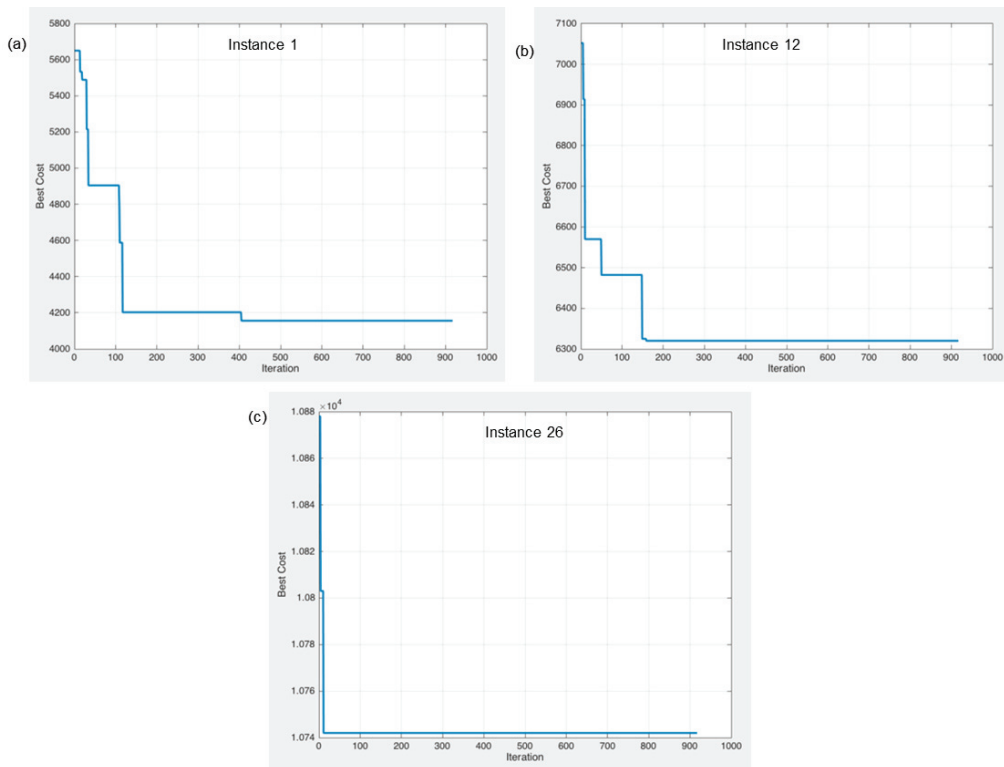 (a)
Instance 1
5800
5600
5400
5200
5000
4800
4600
4400
4200
4000
Best Cost
0 100 200 300 400 500 600 700 800 900 1000
Iteration
(b)
Instance 12
7100
7000
6900
6800
6700
6600
6500
6400
6300
Best Cost
0 100 200 300 400 500 600 700 800 900 1000
Iteration
(c)
×10⁴
Instance 26
1.088
1.086
1.084
1.082
1.08
1.078
1.076
1.074
Best Cost
0 100 200 300 400 500 600 700 800 900 1000
Iteration